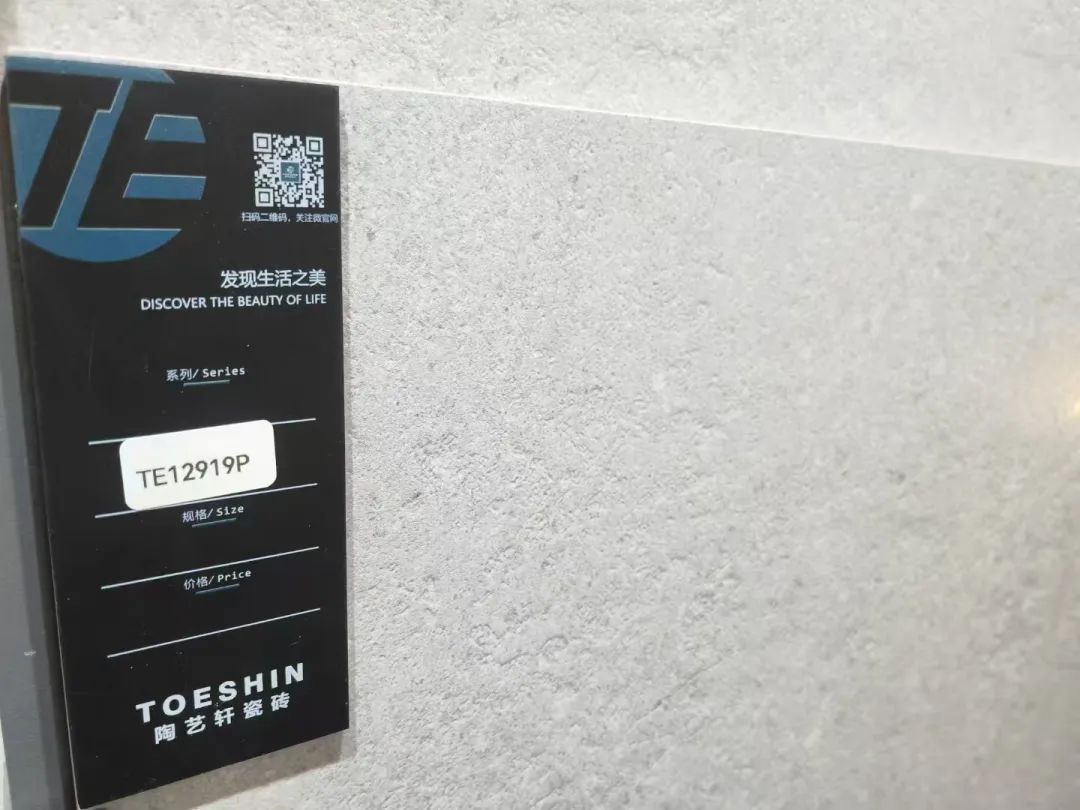 TE
扫码二维码，关注微官网
发现生活之美
DISCOVER THE BEAUTY OF LIFE
系列/Series
TE12919P
规格/Size
价格/Price
TOESHIN
陶艺轩瓷砖